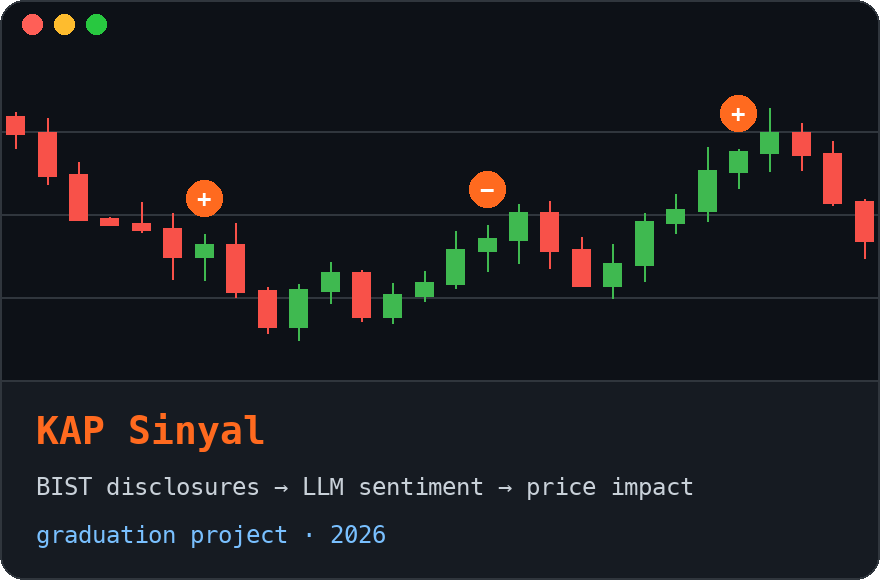 +
−
+
KAP Sinyal
BIST disclosures → LLM sentiment → price impact
graduation project · 2026